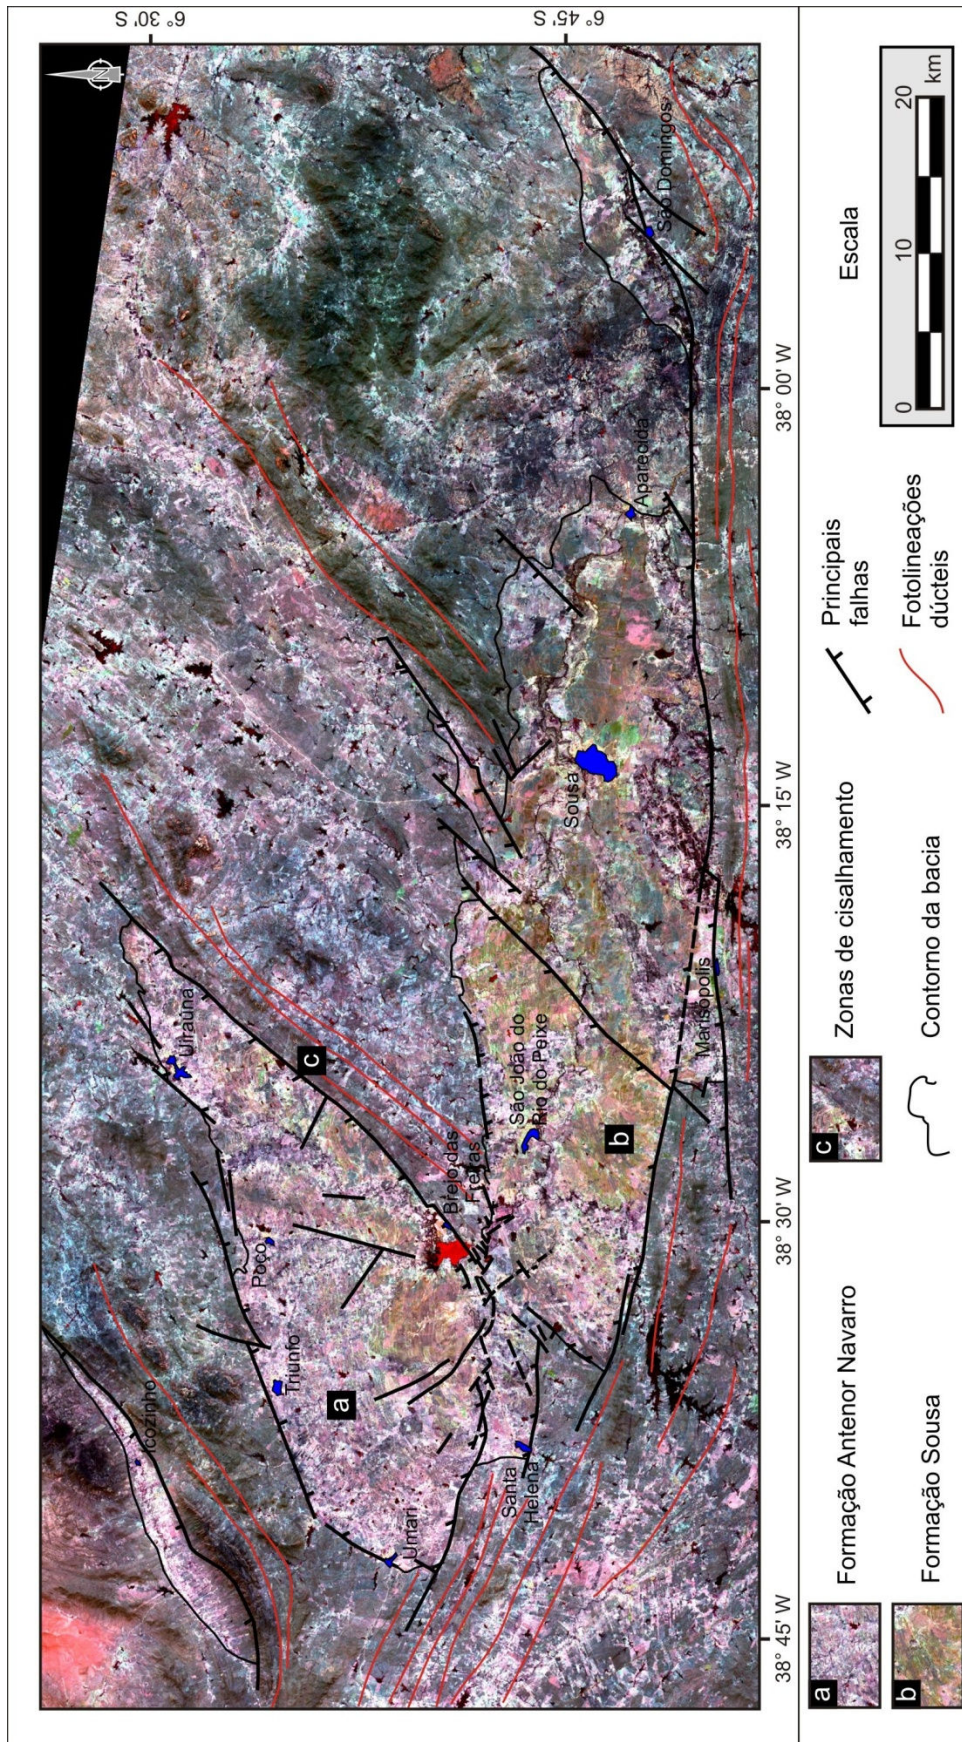 6° 30' S
6° 45' S
N
Icozinho
Uiraúna
Poço
Triunfo
c
a
Umari
Brejo das
Freitas
Santa
Helena
São João do
Rio do Peixe
b
Sousa
Marisópolis
Aparecida
São Domingos
38° 45' W
38° 30' W
38° 15' W
38° 00' W
a
Formação Antenor Navarro
b
Formação Sousa
c
Zonas de cisalhamento
Contorno da bacia
Principais
falhas
Fotolineações
dúcteis
Escala
0
10
20
km